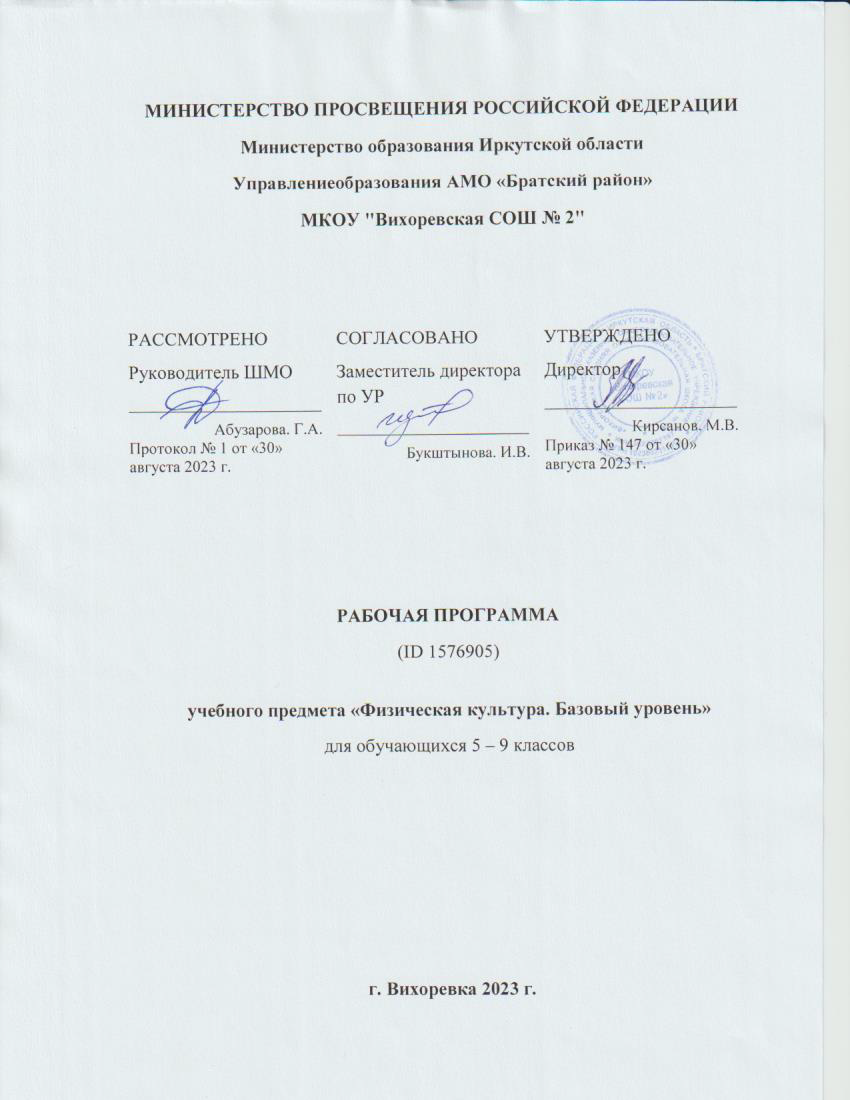 МИНИСТЕРСТВО ПРОСВЕЩЕНИЯ РОССИЙСКОЙ ФЕДЕРАЦИИ
Министерство образования Иркутской области
Управлениеобразования АМО «Братский район»
МКОУ "Вихоревская СОШ № 2"
РАССМОТРЕНО
Руководитель ШМО
Абузарова. Г.А.
Протокол № 1 от «30»
августа 2023 г.
СОГЛАСОВАНО
Заместитель директора
по УР
Букштынова. И.В.
УТВЕРЖДЕНО
Директор
Кирсанов. М.В.
Приказ № 147 от «30»
августа 2023 г.
РАБОЧАЯ ПРОГРАММА
(ID 1576905)
учебного предмета «Физическая культура. Базовый уровень»
для обучающихся 5 – 9 классов
г. Вихоревка 2023 г.